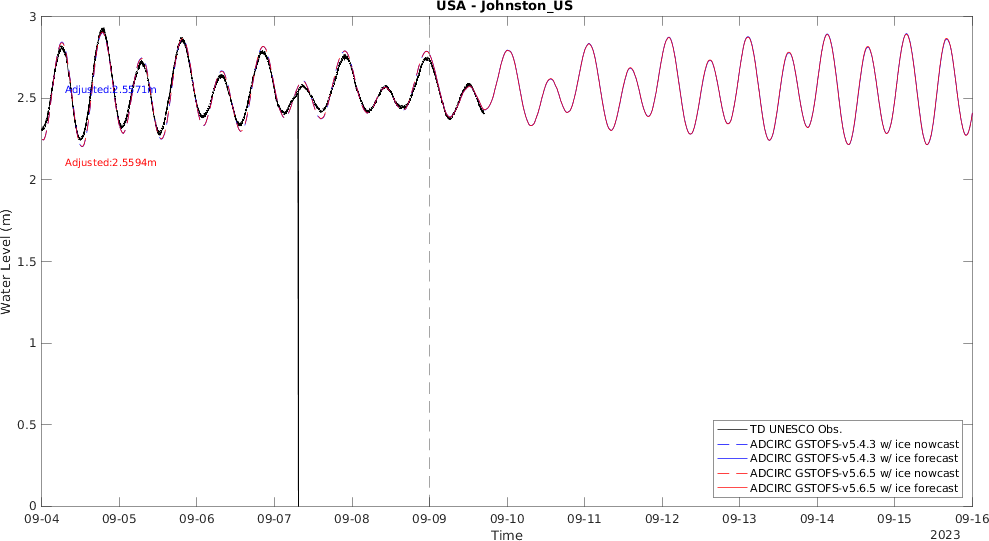 USA - Johnston_US
3
2.5
2
1.5
1
0.5
0
Water Level (m)
Adjusted:2.5571m
Adjusted:2.5594m
TD UNESCO Obs.
ADCIRC GSTOFS-v5.4.3 w/ ice nowcast
ADCIRC GSTOFS-v5.4.3 w/ ice forecast
ADCIRC GSTOFS-v5.6.5 w/ ice nowcast
ADCIRC GSTOFS-v5.6.5 w/ ice forecast
09-04 09-05 09-06 09-07 09-08 09-09 09-10 09-11 09-12 09-13 09-14 09-15 09-16
Time
2023